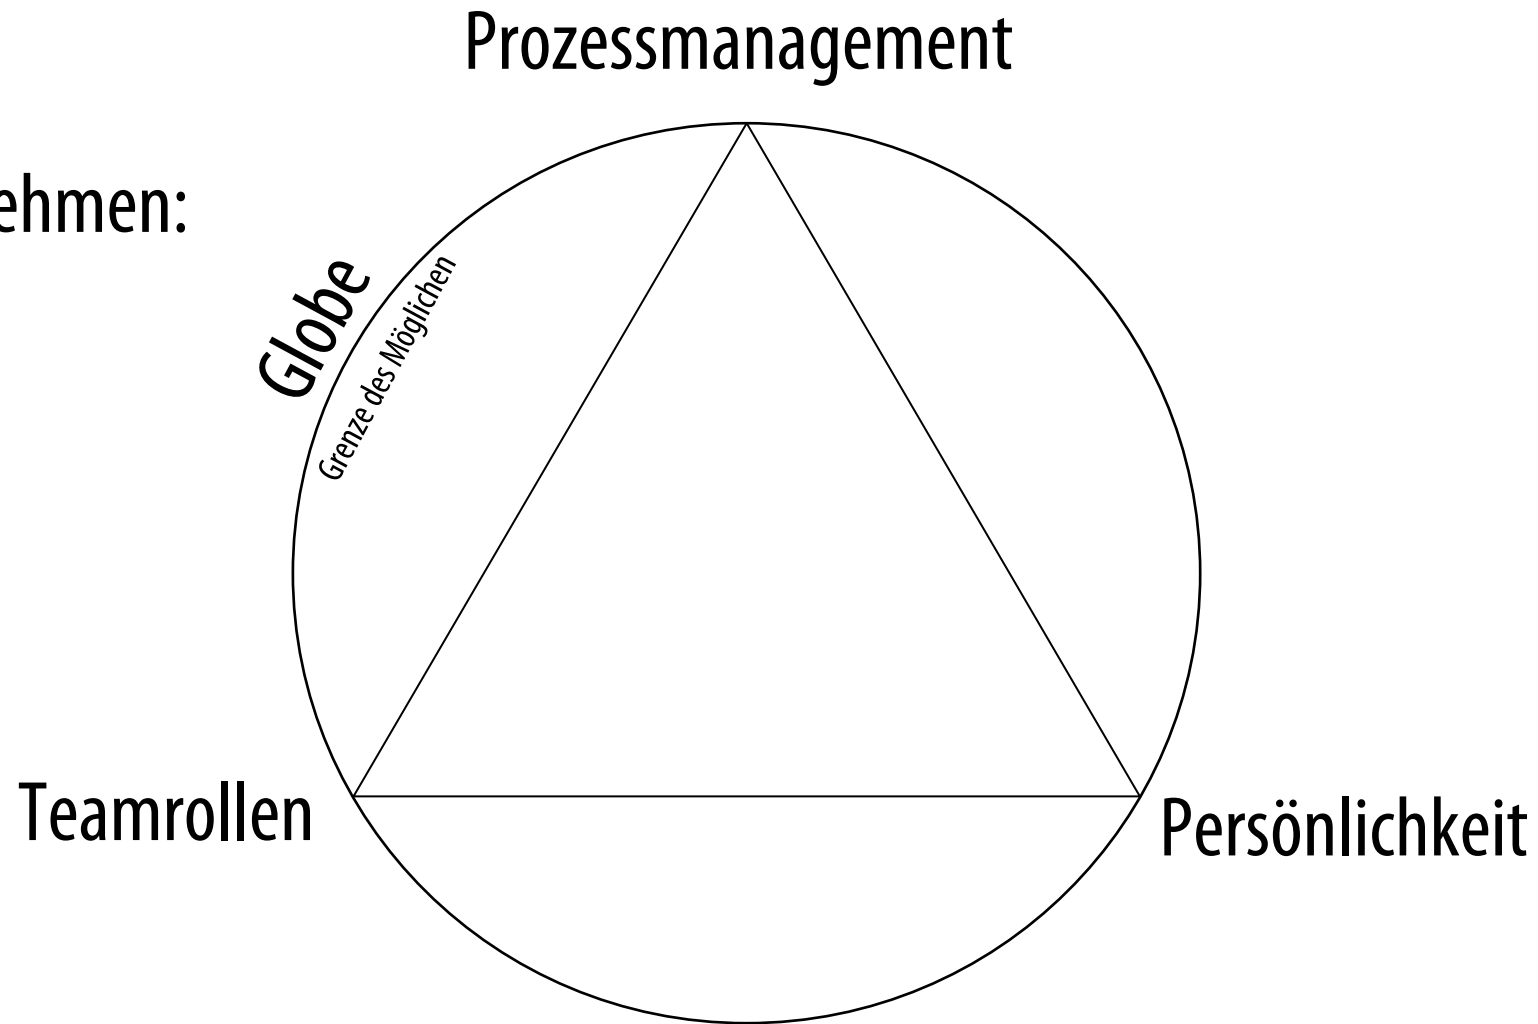 Prozessmanagement
ehmen:
Globe
Grenze des Möglichen
Teamrollen
Persönlichkeit